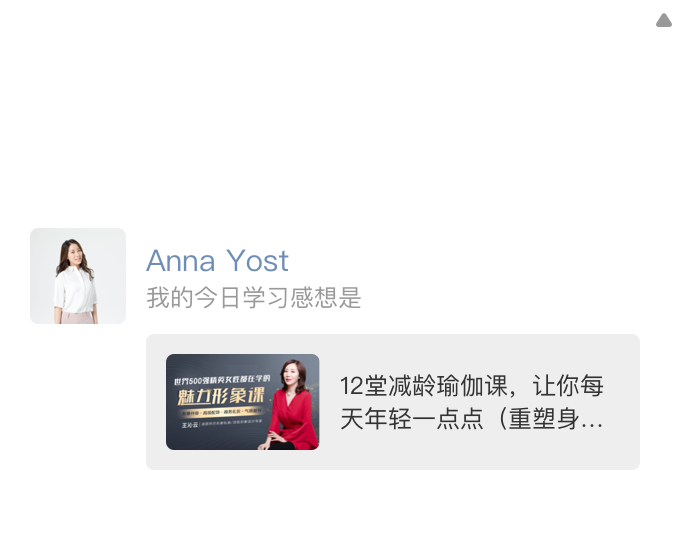 Anna Yost
我的今日学习感想是
世界500强精英女性都在学的
魅力形象课
王沁云
12堂减龄瑜伽课，让你每
天年轻一点点（重塑身…